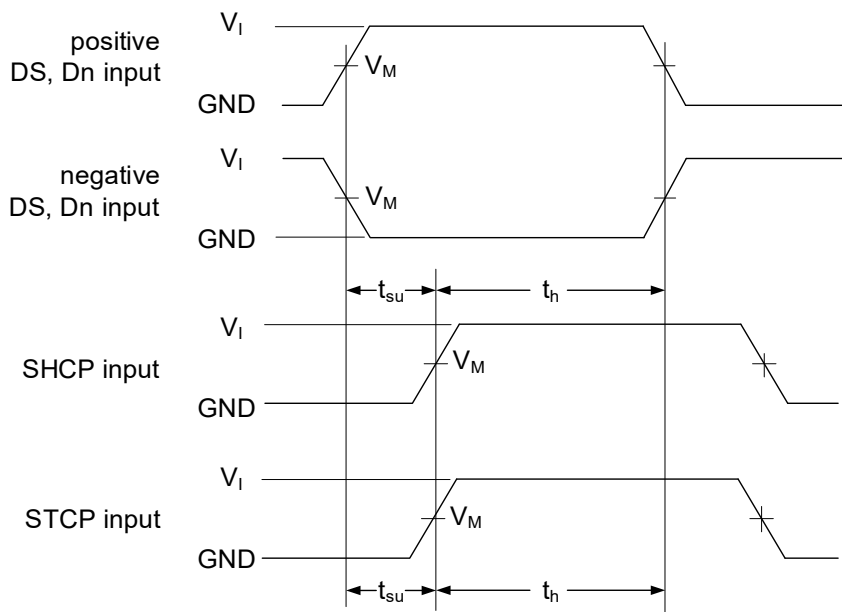 V_I
positive
DS, Dn input
V_M
GND
V_I
negative
DS, Dn input
V_M
GND
t_su
t_h
V_I
SHCP input
V_M
GND
V_I
STCP input
V_M
GND
t_su
t_h